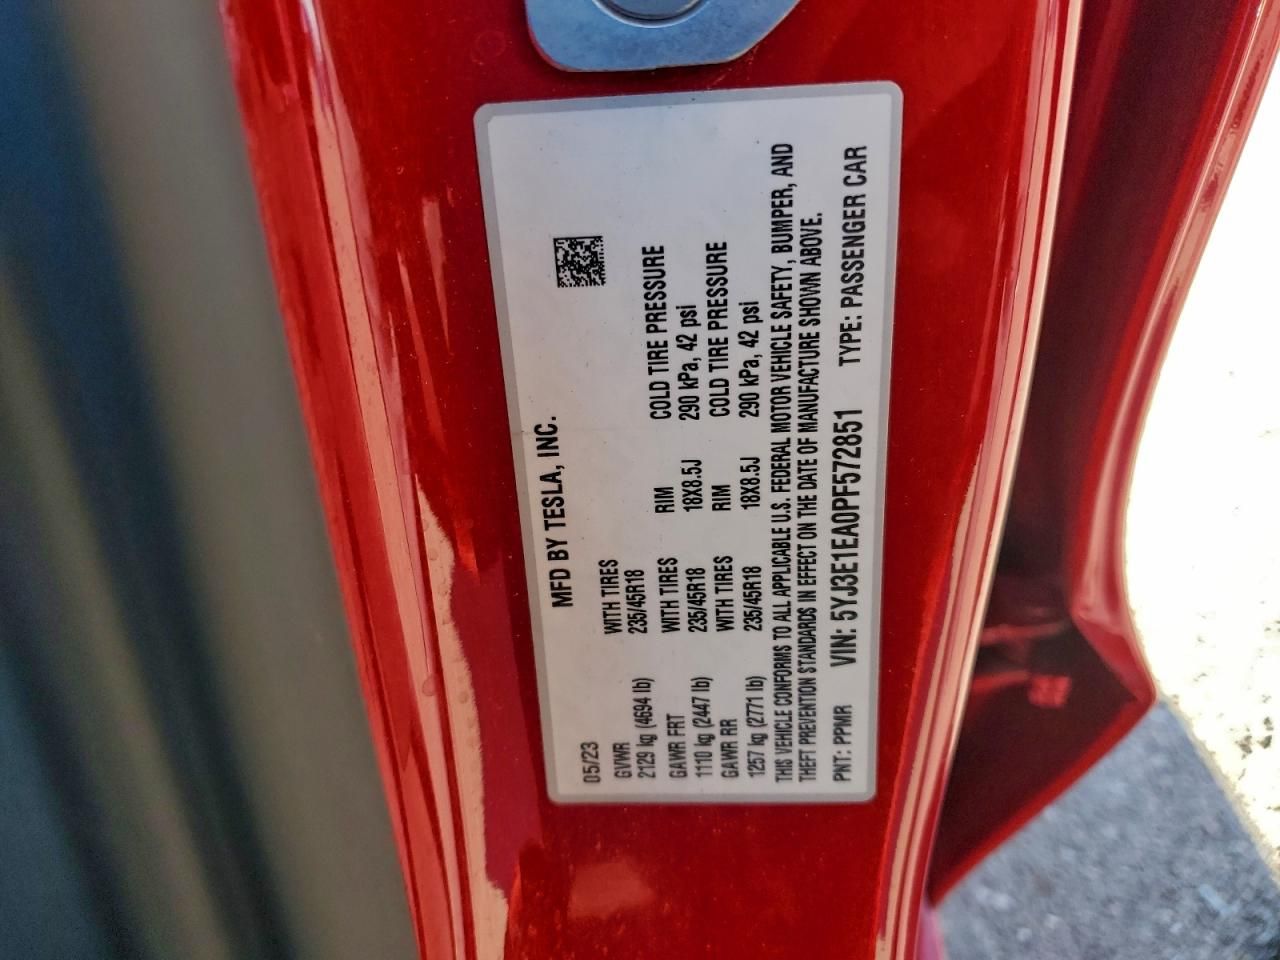 MFD BY TESLA, INC.
05/23
GVWR WITH TIRES
2129 kg (4694 lb) 235/45R18
GAWR FRT WITH TIRES RIM COLD TIRE PRESSURE
1110 kg (2447 lb) 235/45R18 18X8.5J 290 kPa, 42 psi
GAWR RR WITH TIRES RIM COLD TIRE PRESSURE
1257 kg (2771 lb) 235/45R18 18X8.5J 290 kPa, 42 psi
THIS VEHICLE CONFORMS TO ALL APPLICABLE U.S. FEDERAL MOTOR VEHICLE SAFETY, BUMPER, AND
THEFT PREVENTION STANDARDS IN EFFECT ON THE DATE OF MANUFACTURE SHOWN ABOVE.
PNT: PPMR VIN: 5YJ3E1EA0PF572851 TYPE: PASSENGER CAR